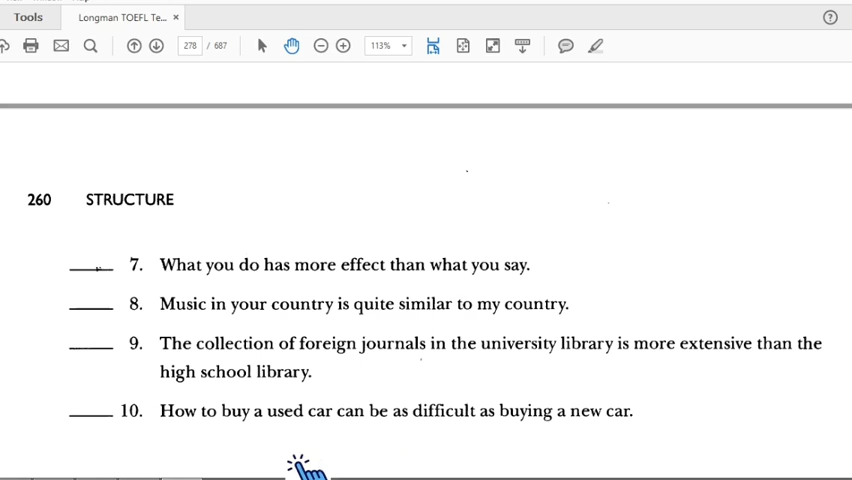 Tools Longman TOEFL Te... ×
278 / 687 113%
260 STRUCTURE
7. What you do has more effect than what you say.
8. Music in your country is quite similar to my country.
9. The collection of foreign journals in the university library is more extensive than the
high school library.
10. How to buy a used car can be as difficult as buying a new car.